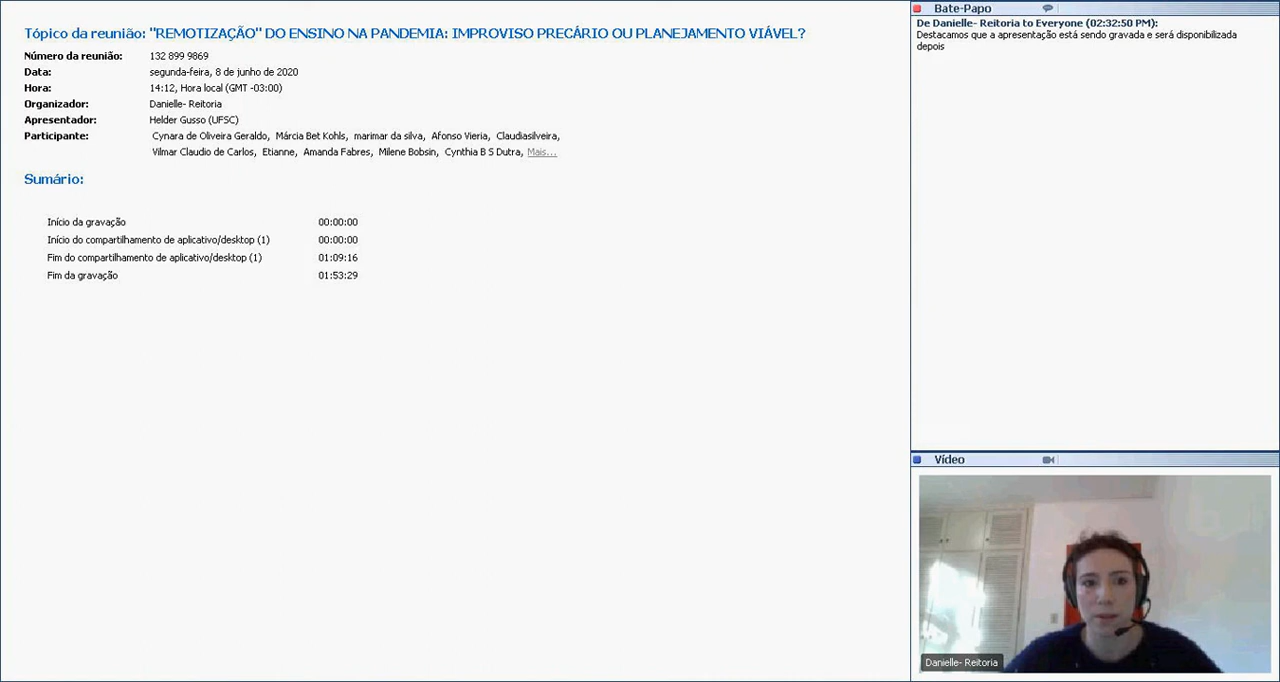 Tópico da reunião: "REMOTIZAÇÃO" DO ENSINO NA PANDEMIA: IMPROVISO PRECÁRIO OU PLANEJAMENTO VIÁVEL?
Número da reunião: 132 899 9869
Data: segunda-feira, 8 de junho de 2020
Hora: 14:12, Hora local (GMT -03:00)
Organizador: Danielle- Reitoria
Apresentador: Helder Gusso (UFSC)
Participante: Cynara de Oliveira Geraldo, Márcia Bet Kohls, marimar da silva, Afonso Vieria, Claudiasilveira,
Vilmar Claudio de Carlos, Etianne, Amanda Fabres, Milene Bobsin, Cynthia B S Dutra, Mais...
Sumário:
Início da gravação 00:00:00
Início do compartilhamento de aplicativo/desktop (1) 00:00:00
Fim do compartilhamento de aplicativo/desktop (1) 01:09:16
Fim da gravação 01:53:29
Bate-Papo
De Danielle- Reitoria to Everyone (02:32:50 PM):
Destacamos que a apresentação está sendo gravada e será disponibilizada
depois
Vídeo
Danielle- Reitoria